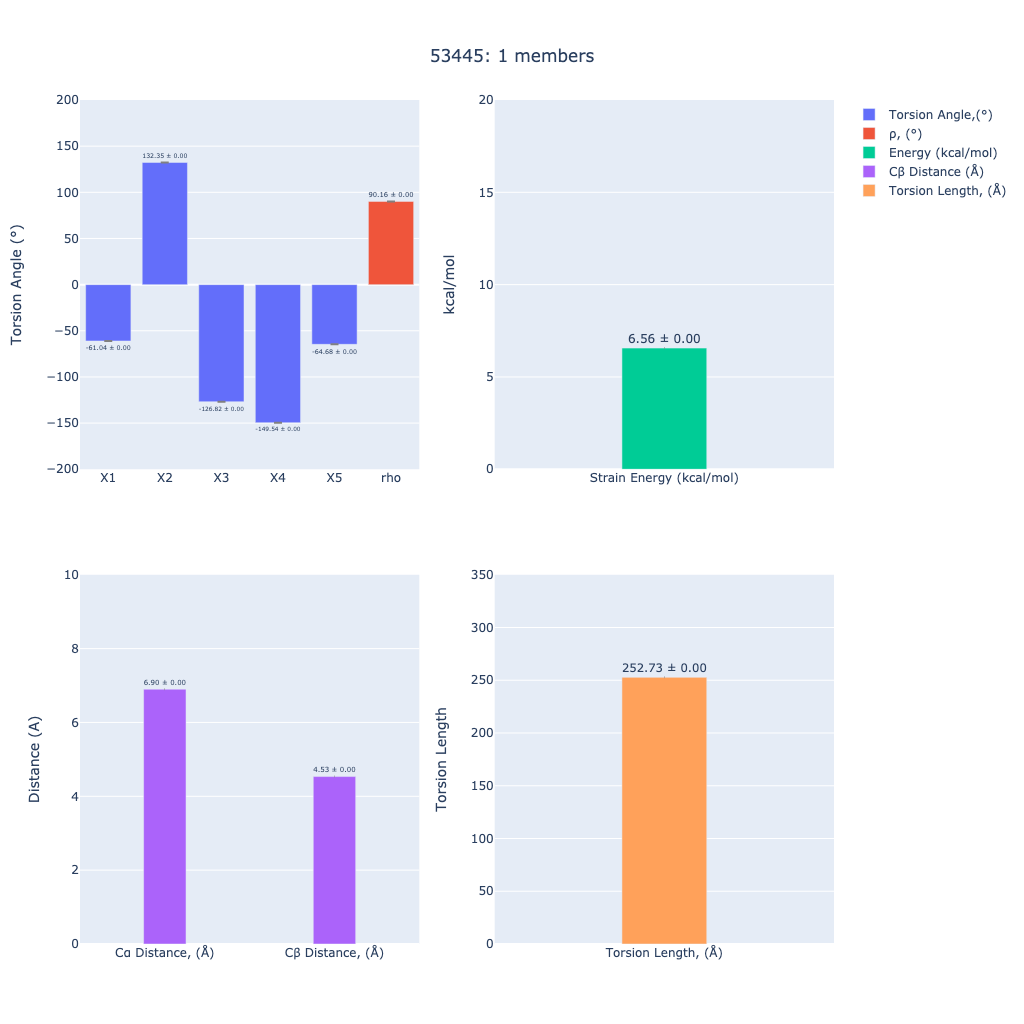 53445: 1 members
Torsion Angle (°)
200
150
100
50
0
−50
−100
−150
−200
-61.04 ± 0.00
132.35 ± 0.00
-126.82 ± 0.00
-149.54 ± 0.00
-64.68 ± 0.00
90.16 ± 0.00
X1 X2 X3 X4 X5 rho
kcal/mol
20
15
10
5
0
6.56 ± 0.00
Strain Energy (kcal/mol)
Torsion Angle,(°)
ρ, (°)
Energy (kcal/mol)
Cβ Distance (Å)
Torsion Length, (Å)
Distance (A)
10
8
6
4
2
0
6.90 ± 0.00
4.53 ± 0.00
Cα Distance, (Å) Cβ Distance, (Å)
Torsion Length
350
300
250
200
150
100
50
0
252.73 ± 0.00
Torsion Length, (Å)